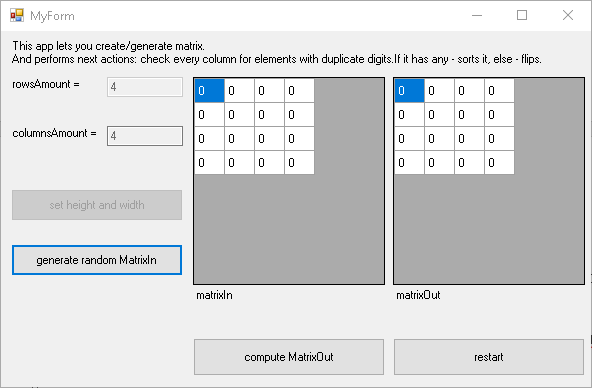 MyForm
This app lets you create/generate matrix.
And performs next actions: check every column for elements with duplicate digits.If it has any - sorts it, else - flips.
rowsAmount =
4
columnsAmount =
4
set height and width
generate random MatrixIn
0 0 0 0
0 0 0 0
0 0 0 0
0 0 0 0
matrixIn
0 0 0 0
0 0 0 0
0 0 0 0
0 0 0 0
matrixOut
compute MatrixOut
restart